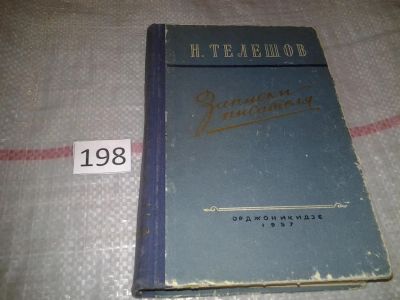 Н. ТЕЛЕШОВ
Записки
писателя
198
ОРДЖОНИКИДЗЕ
1957